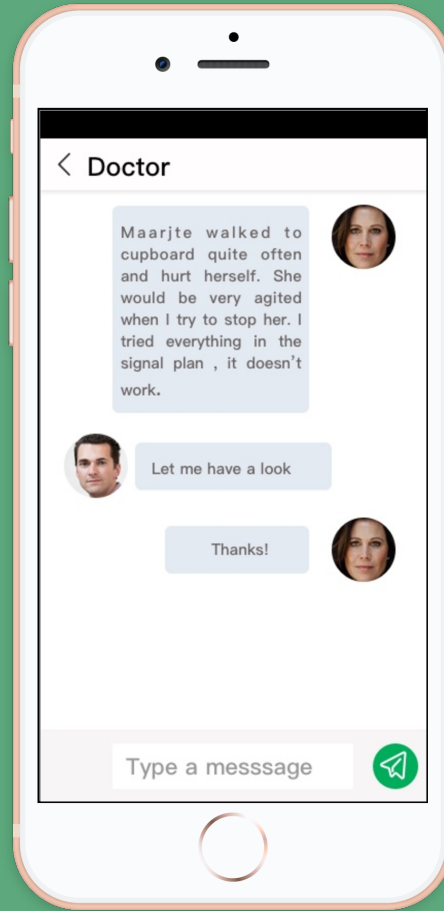 Doctor
Maarjte walked to
cupboard quite often
and hurt herself. She
would be very agited
when I try to stop her. I
tried everything in the
signal plan , it doesn't
work.
Let me have a look
Thanks!
Type a messsage